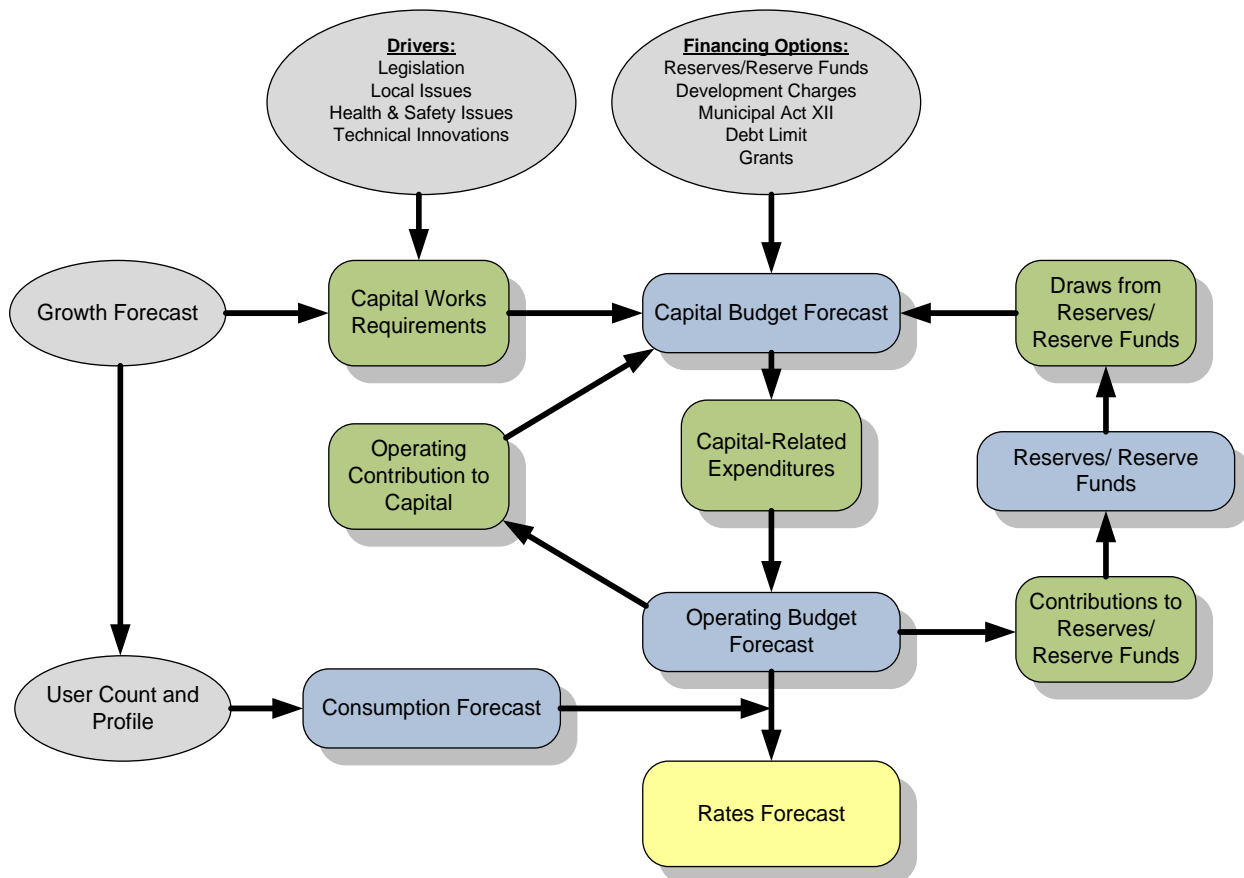 Drivers:
Legislation
Local Issues
Health & Safety Issues
Technical Innovations
Financing Options:
Reserves/Reserve Funds
Development Charges
Municipal Act XII
Debt Limit
Grants
Growth Forecast
Capital Works
Requirements
Capital Budget Forecast
Draws from
Reserves/
Reserve Funds
Operating
Contribution to
Capital
Capital-Related
Expenditures
Reserves/ Reserve
Funds
Operating Budget
Forecast
Contributions to
Reserves/
Reserve Funds
User Count and
Profile
Consumption Forecast
Rates Forecast